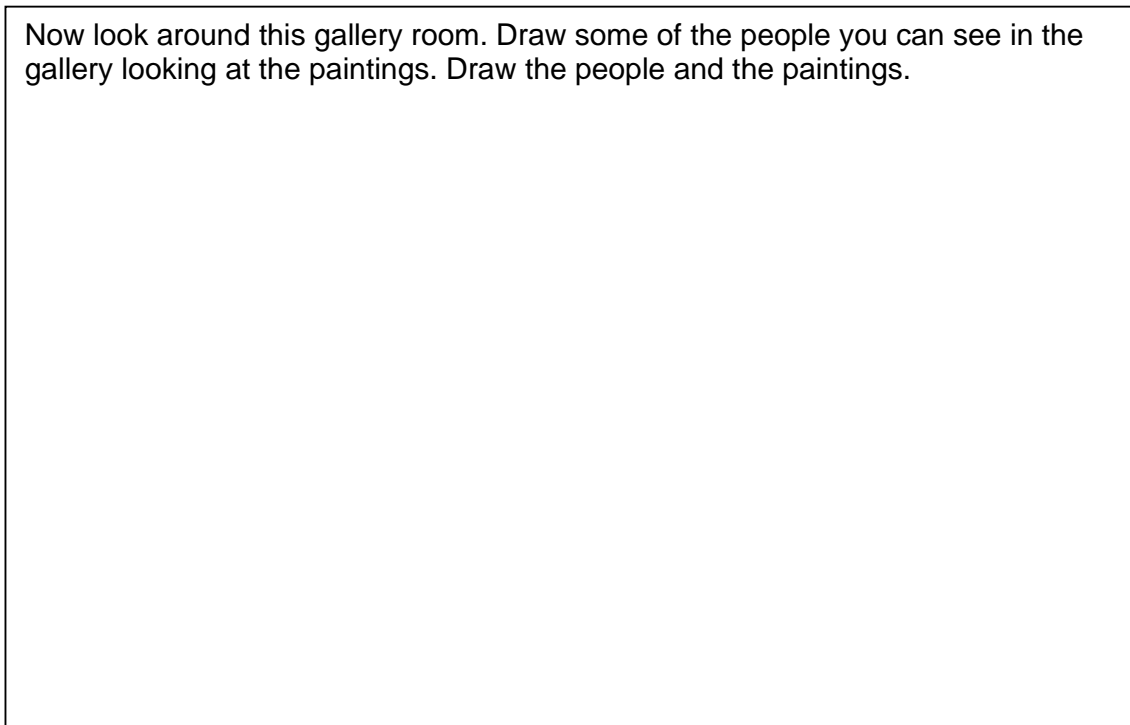 Now look around this gallery room. Draw some of the people you can see in the
gallery looking at the paintings. Draw the people and the paintings.